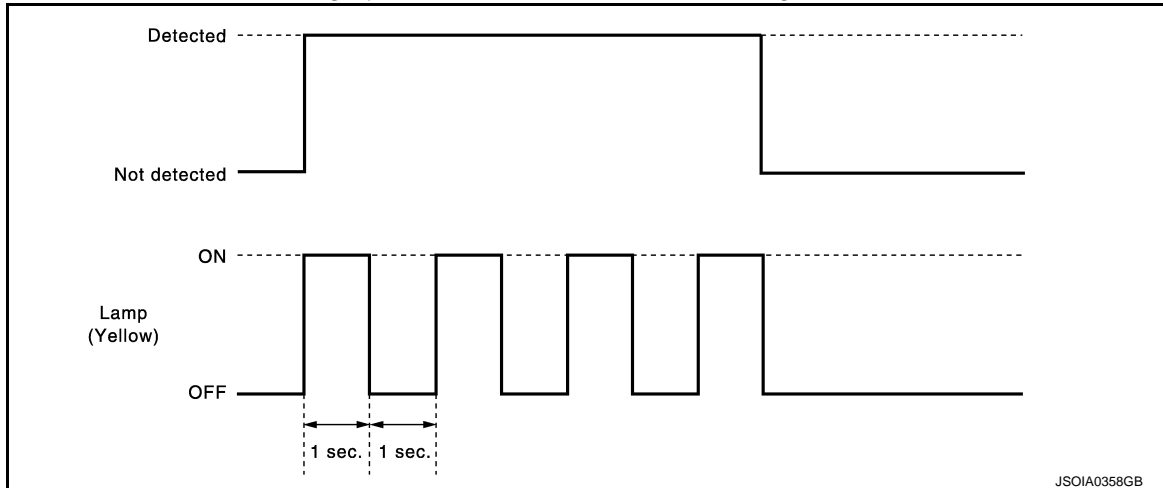 Detected
Not detected
ON
Lamp
(Yellow)
OFF
1 sec. 1 sec.
JSOIA0358GB